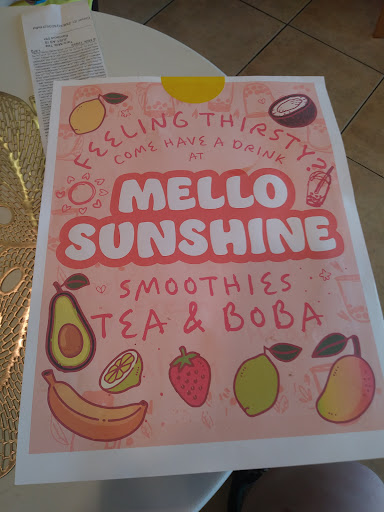 FEELING THIRSTY?
COME HAVE A DRINK
AT
MELLO
SUNSHINE
SMOOTHIES
TEA & BOBA